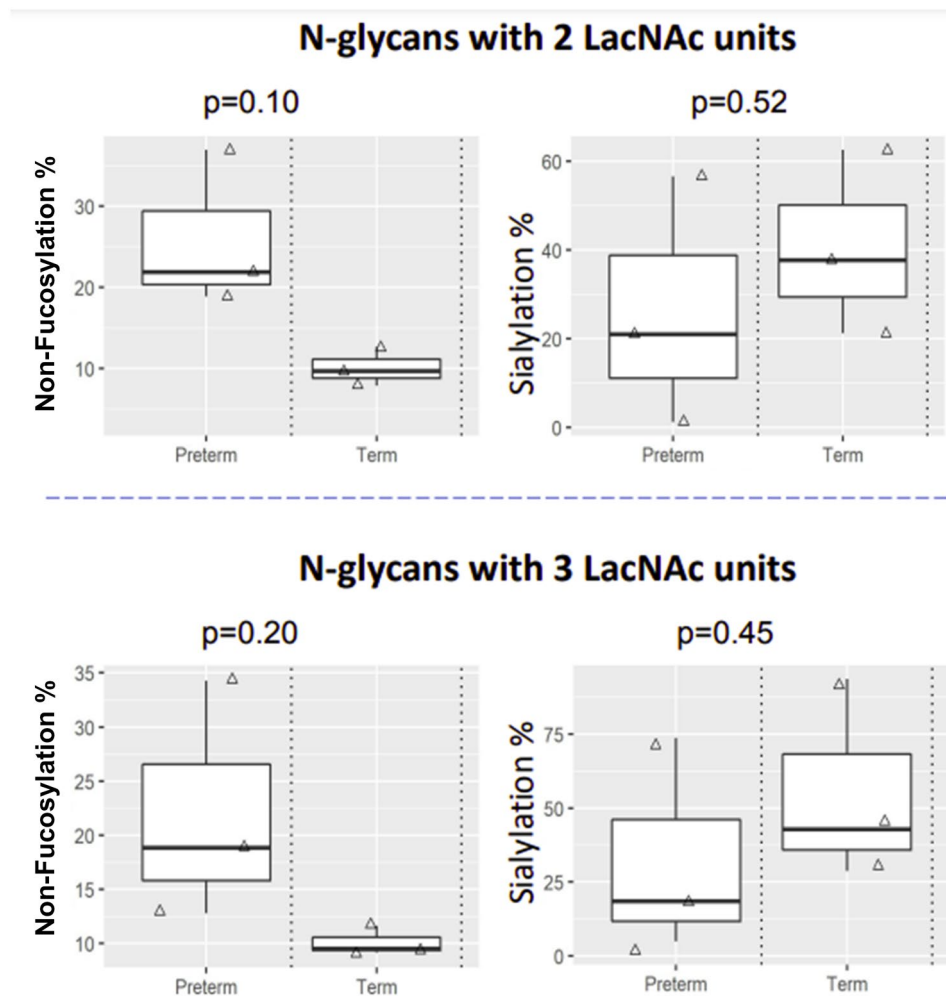 N-glycans with 2 LacNAc units
p=0.10
Non-Fucosylation %
30
20
10
Preterm Term
p=0.52
Sialylation %
60
40
20
0
Preterm Term
N-glycans with 3 LacNAc units
p=0.20
Non-Fucosylation %
35
30
25
20
15
10
Preterm Term
p=0.45
Sialylation %
75
50
25
0
Preterm Term